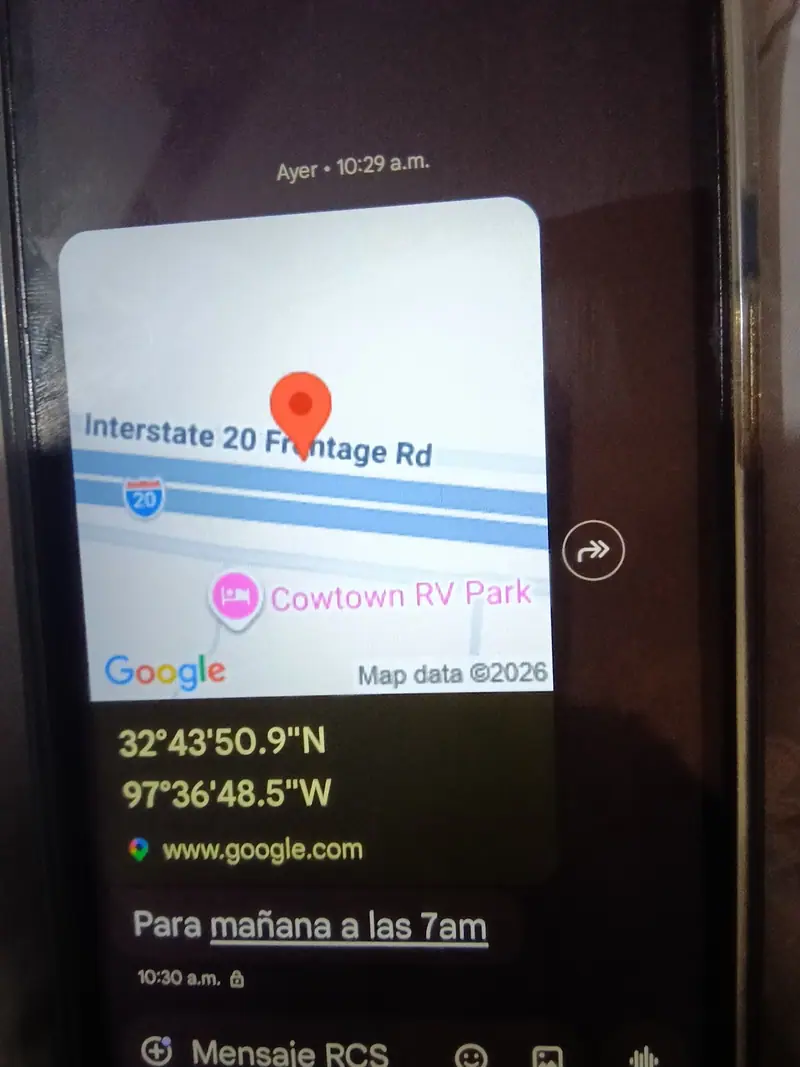 Ayer • 10:29 a.m.
Interstate 20 Frontage Rd
20
Cowtown RV Park
Google
Map data ©2026
32°43'50.9"N
97°36'48.5"W
www.google.com
Para mañana a las 7am
10:30 a.m.
Mensaje RCS